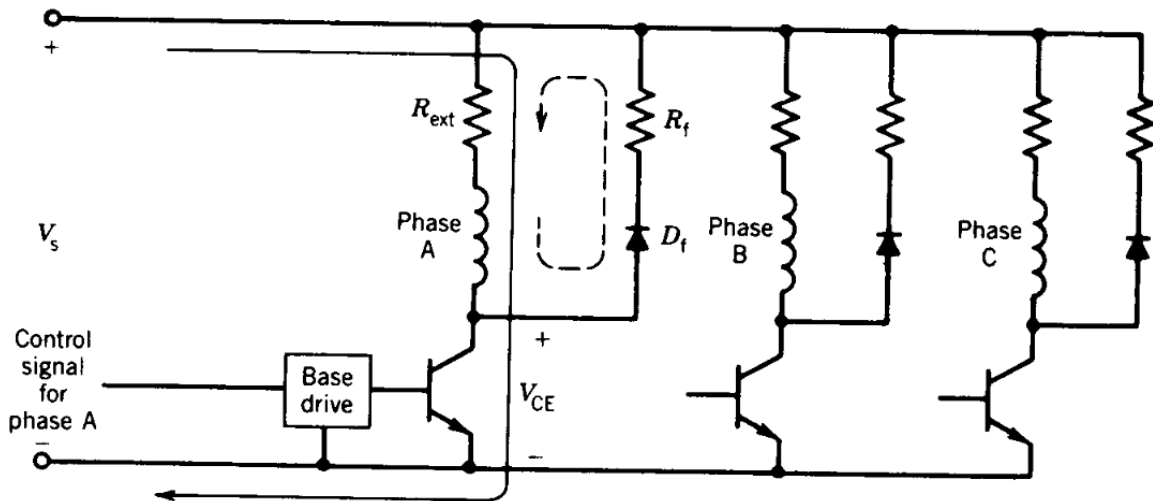 +
R_ext
R_f
Phase
A
D_f
Phase
B
Phase
C
V_s
+
Control
signal
for
phase A
Base
drive
V_CE
−
−